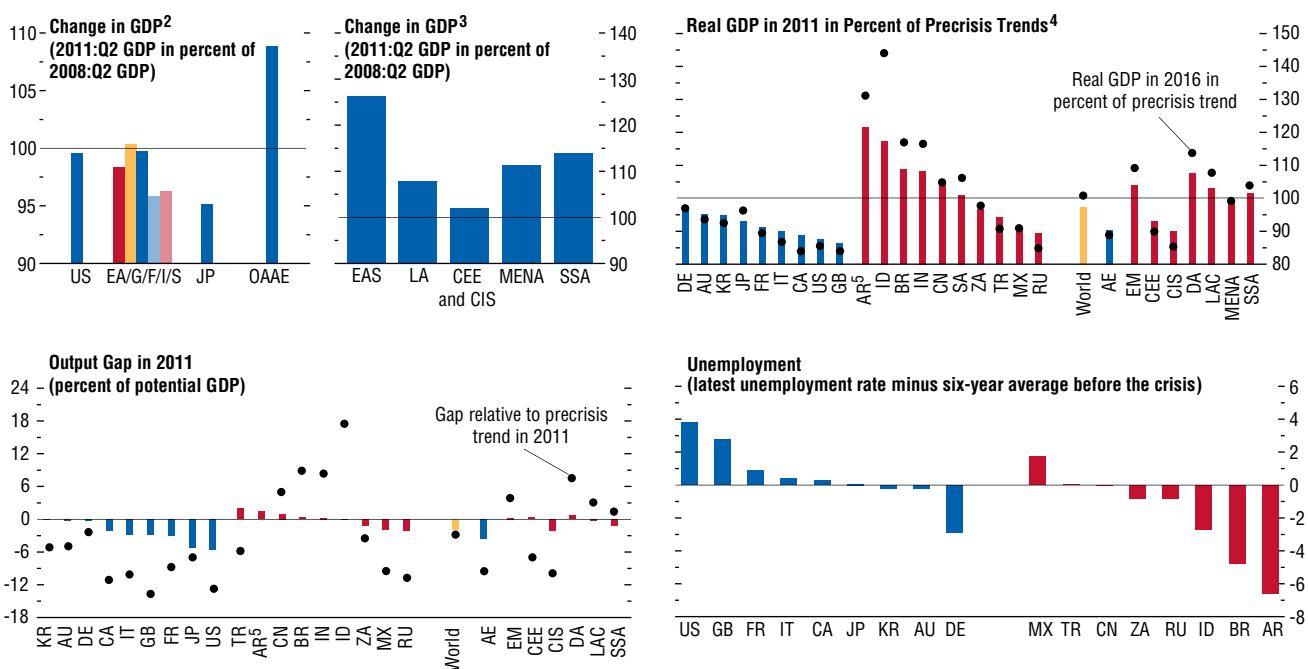 Change in GDP²
(2011:Q2 GDP in percent of
2008:Q2 GDP)
110
105
100
95
90
US
EA/G/F/I/S
JP
OAAE
Change in GDP³
(2011:Q2 GDP in percent of
2008:Q2 GDP)
140
130
120
110
100
90
EAS
LA
CEE
and CIS
MENA
SSA
Real GDP in 2011 in Percent of Precrisis Trends⁴
Real GDP in 2016 in
percent of precrisis trend
150
140
130
120
110
100
90
80
DE
AU
KR
JP
FR
IT
CA
US
GB
AR⁵
ID
BR
IN
CN
SA
ZA
TR
MX
RU
World
AE
EM
CEE
CIS
DA
LAC
MENA
SSA
Output Gap in 2011
(percent of potential GDP)
Gap relative to precrisis
trend in 2011
24
18
12
6
0
-6
-12
-18
KR
AU
DE
CA
IT
GB
FR
JP
US
TR
AR⁵
CN
BR
IN
ID
ZA
MX
RU
World
AE
EM
CEE
CIS
DA
LAC
SSA
Unemployment
(latest unemployment rate minus six-year average before the crisis)
6
4
2
0
-2
-4
-6
-8
US
GB
FR
IT
CA
JP
KR
AU
DE
MX
TR
CN
ZA
RU
ID
BR
AR